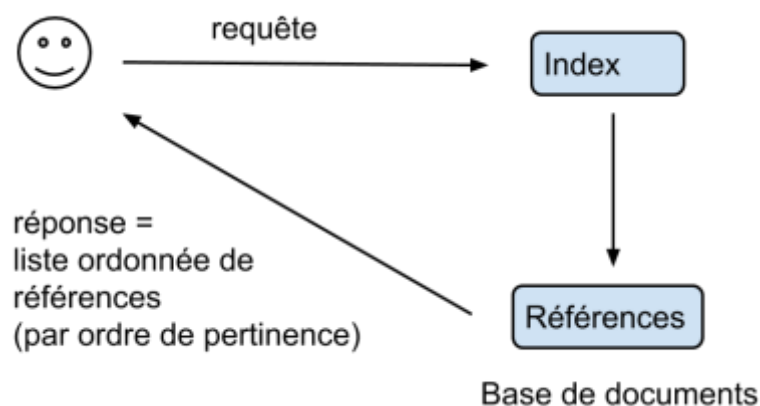 requête
Index
réponse =
liste ordonnée de
références
(par ordre de pertinence)
Références
Base de documents